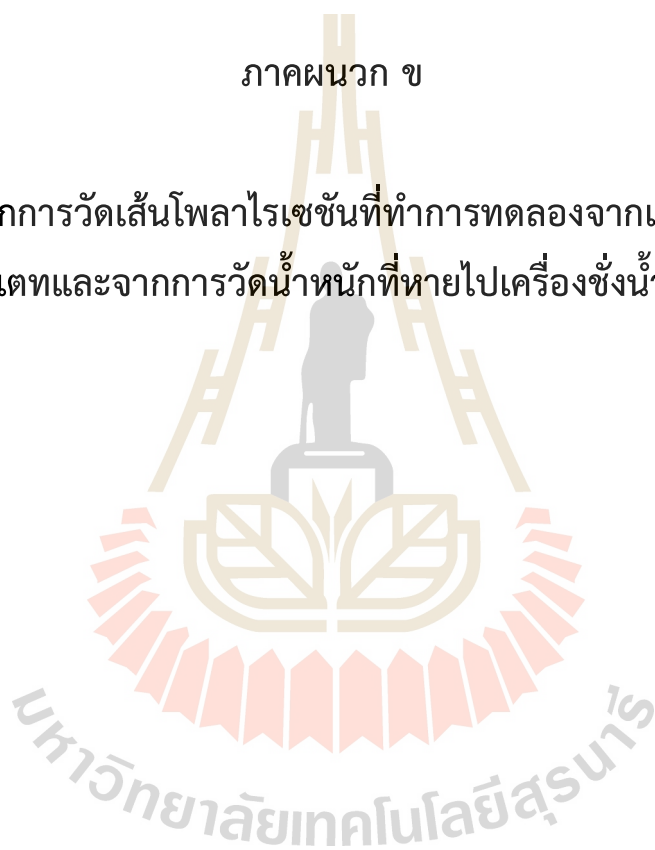 ภาคผนวก ข
กการวัดเส้นโพลาไรเซชันที่ทำการทดลองจากเ
เตทและจากการวัดน้ำหนักที่หายไปเครื่องชั่งน้ำ
มหาวิทยาลัยเทคโนโลยีสุรนารี